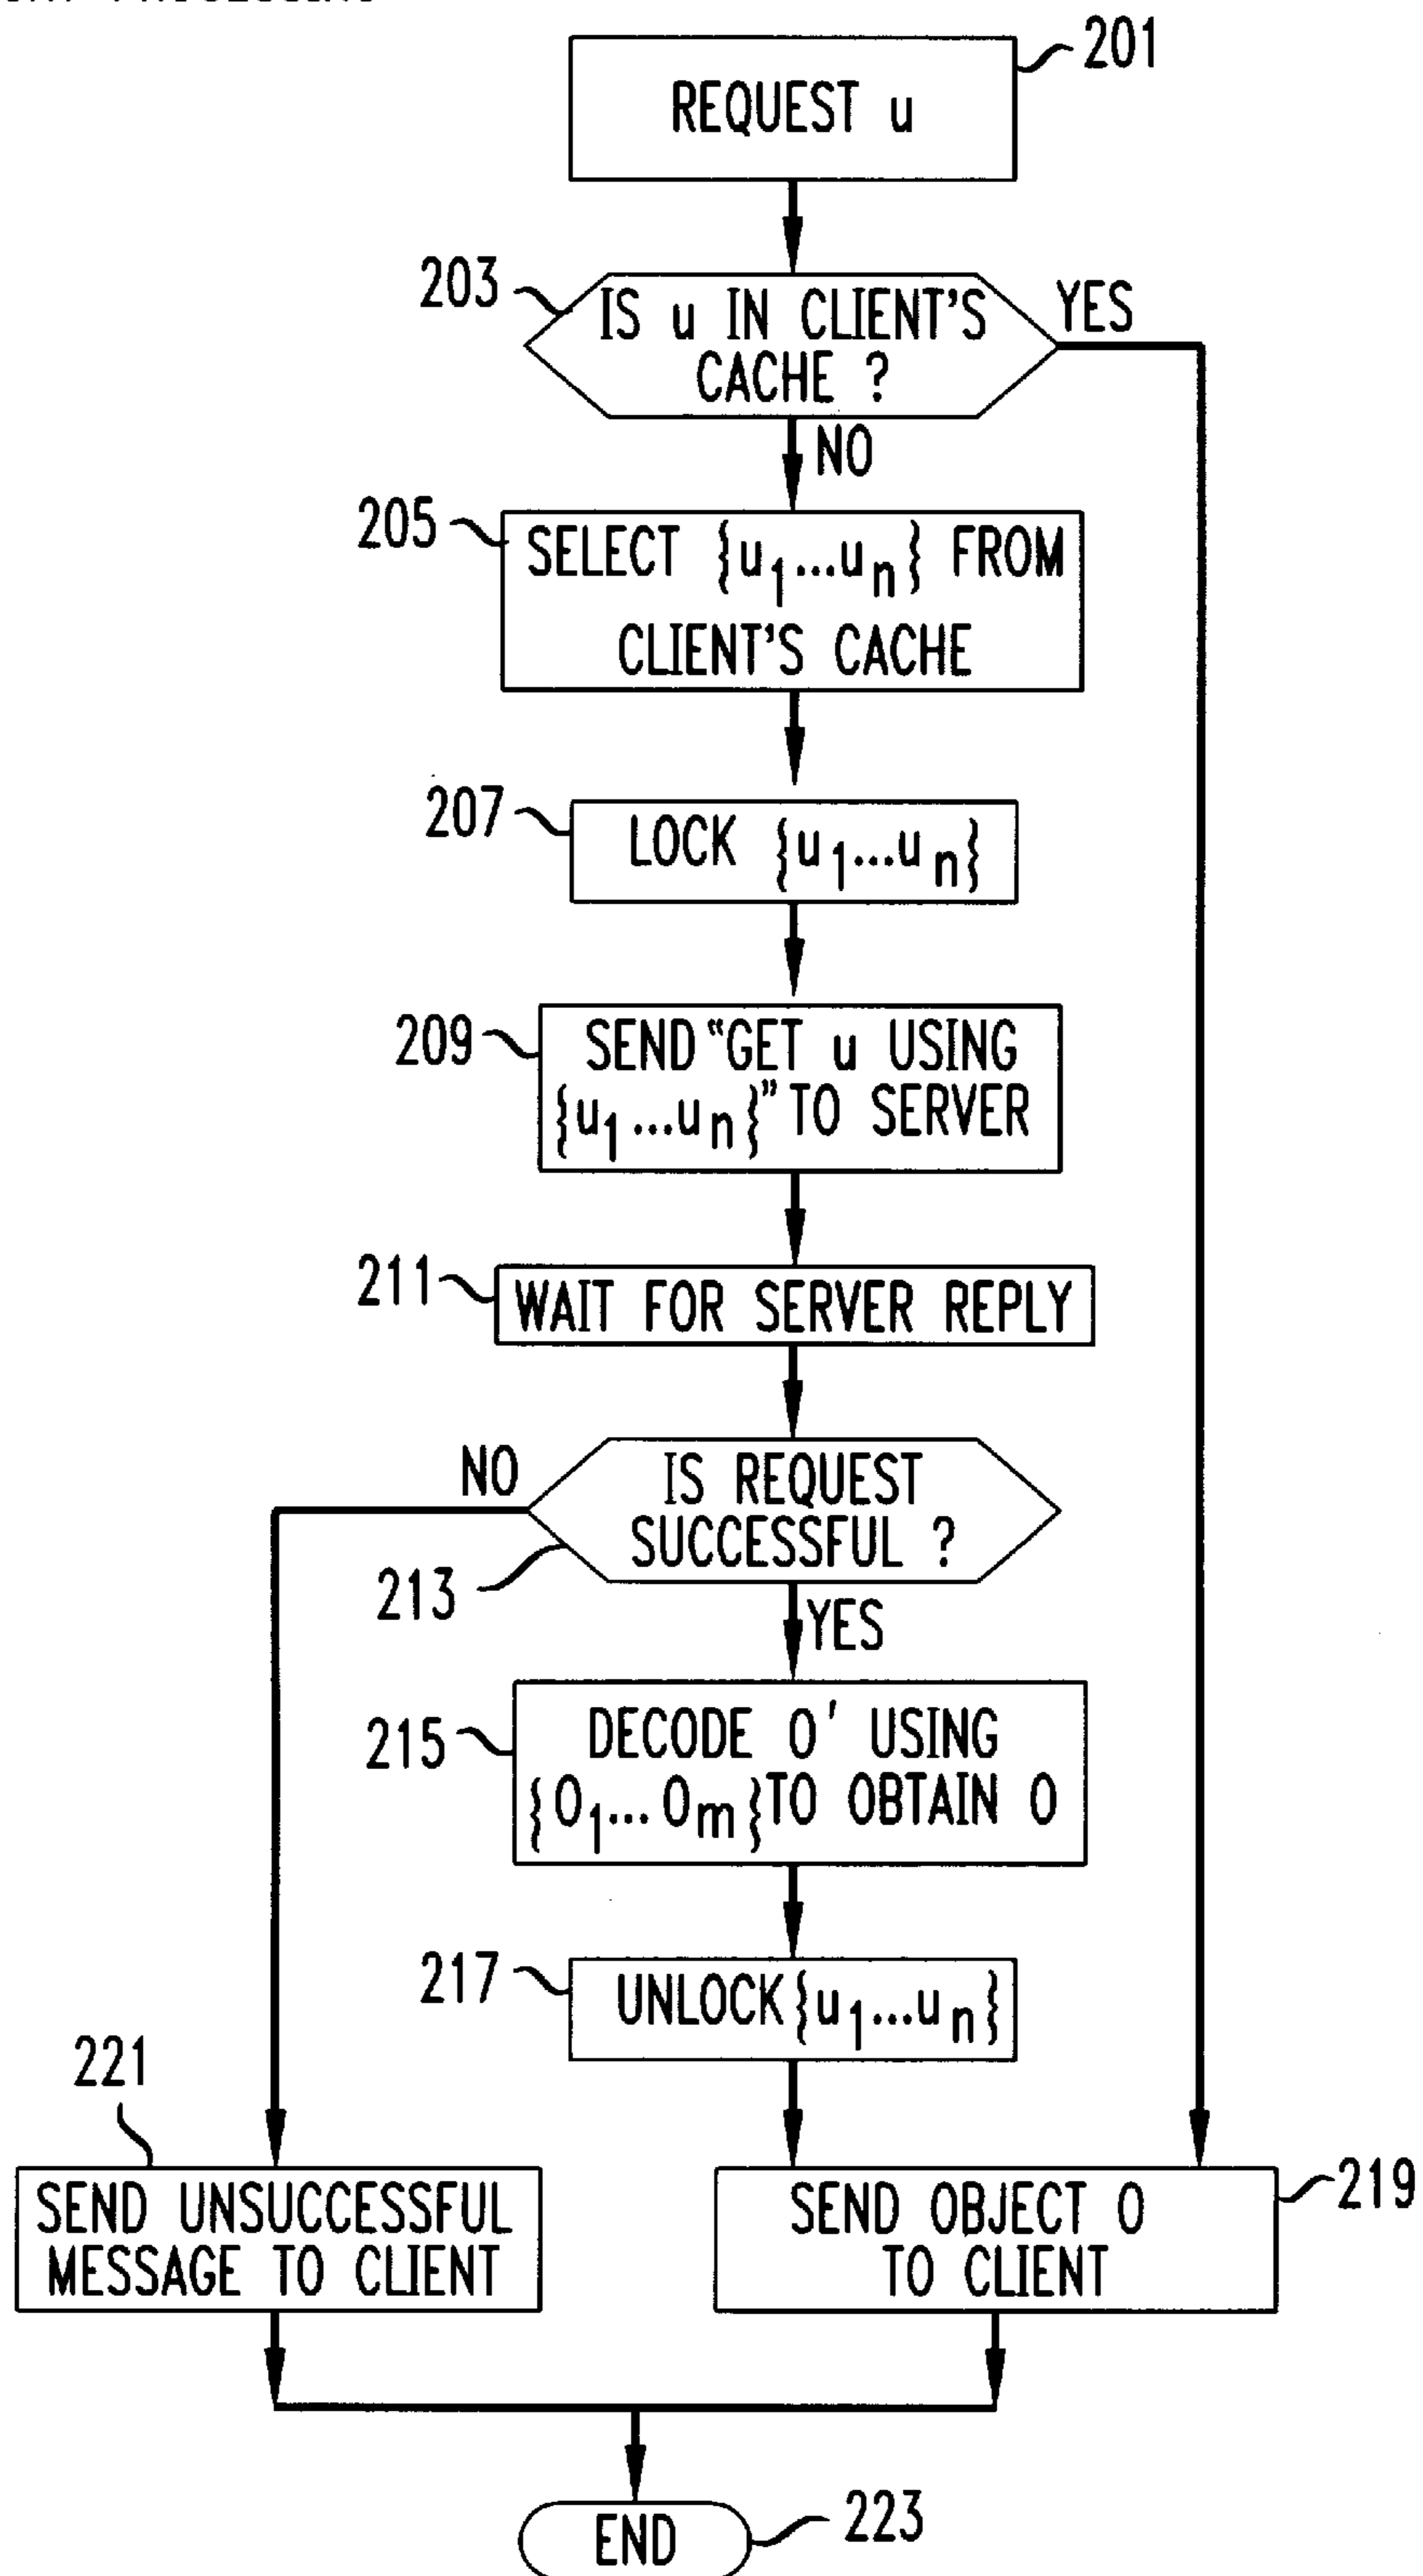 201
REQUEST u
203
IS u IN CLIENT'S
CACHE ?
YES
NO
205
SELECT {u1...un} FROM
CLIENT'S CACHE
207
LOCK {u1...un}
209
SEND "GET u USING
{u1...un}" TO SERVER
211
WAIT FOR SERVER REPLY
NO
IS REQUEST
SUCCESSFUL ?
213
YES
215
DECODE O' USING
{O1...Om} TO OBTAIN O
217
UNLOCK {u1...un}
221
SEND UNSUCCESSFUL
MESSAGE TO CLIENT
SEND OBJECT O
TO CLIENT
219
END
223